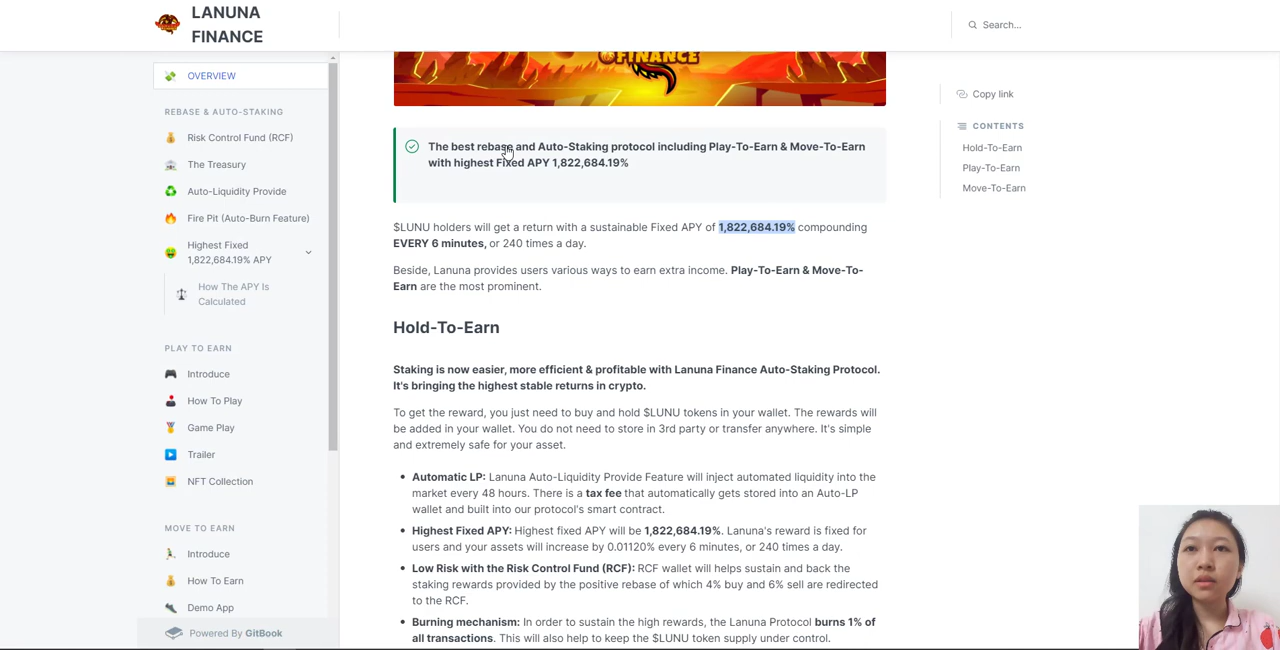 LANUNA
FINANCE
Search...
OVERVIEW
REBASE & AUTO-STAKING
Risk Control Fund (RCF)
The Treasury
Auto-Liquidity Provide
Fire Pit (Auto-Burn Feature)
Highest Fixed
1,822,684.19% APY
How The APY Is
Calculated
PLAY TO EARN
Introduce
How To Play
Game Play
Trailer
NFT Collection
MOVE TO EARN
Introduce
How To Earn
Demo App
Powered By GitBook
FINANCE
The best rebase and Auto-Staking protocol including Play-To-Earn & Move-To-Earn
with highest Fixed APY 1,822,684.19%
$LUNU holders will get a return with a sustainable Fixed APY of 1,822,684.19% compounding
EVERY 6 minutes, or 240 times a day.
Beside, Lanuna provides users various ways to earn extra income. Play-To-Earn & Move-To-
Earn are the most prominent.
Hold-To-Earn
Staking is now easier, more efficient & profitable with Lanuna Finance Auto-Staking Protocol.
It's bringing the highest stable returns in crypto.
To get the reward, you just need to buy and hold $LUNU tokens in your wallet. The rewards will
be added in your wallet. You do not need to store in 3rd party or transfer anywhere. It's simple
and extremely safe for your asset.
• Automatic LP: Lanuna Auto-Liquidity Provide Feature will inject automated liquidity into the
market every 48 hours. There is a tax fee that automatically gets stored into an Auto-LP
wallet and built into our protocol's smart contract.
• Highest Fixed APY: Highest fixed APY will be 1,822,684.19%. Lanuna's reward is fixed for
users and your assets will increase by 0.01120% every 6 minutes, or 240 times a day.
• Low Risk with the Risk Control Fund (RCF): RCF wallet will helps sustain and back the
staking rewards provided by the positive rebase of which 4% buy and 6% sell are redirected
to the RCF.
• Burning mechanism: In order to sustain the high rewards, the Lanuna Protocol burns 1% of
all transactions. This will also help to keep the $LUNU token supply under control.
Copy link
CONTENTS
Hold-To-Earn
Play-To-Earn
Move-To-Earn